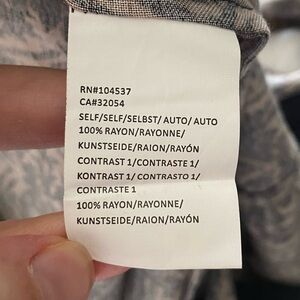 RN#104537
CA#32054
SELF/SELF/SELBST/ AUTO/ AUTO
100% RAYON/RAYONNE/
KUNSTSEIDE/RAION/RAYÓN
CONTRAST 1/CONTRASTE 1/
KONTRAST 1/ CONTRASTO 1/
CONTRASTE 1
100% RAYON/RAYONNE/
KUNSTSEIDE/RAION/RAYÓN